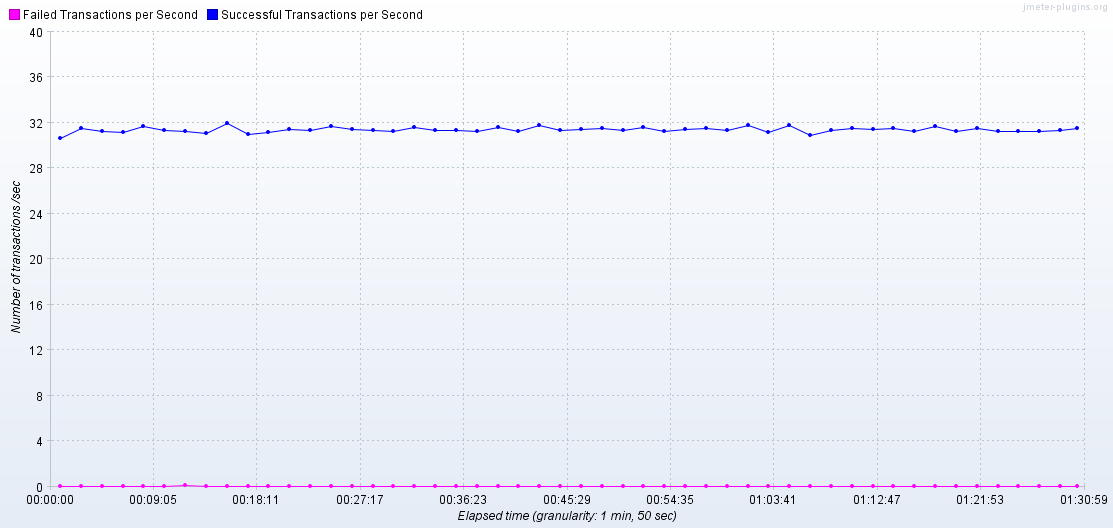 jmeter-plugins.org
Failed Transactions per Second Successful Transactions per Second
40
36
32
28
24
20
16
12
8
4
0
Number of transactions /sec
00:00:00 00:09:05 00:18:11 00:27:17 00:36:23 00:45:29 00:54:35 01:03:41 01:12:47 01:21:53 01:30:59
Elapsed time (granularity: 1 min, 50 sec)